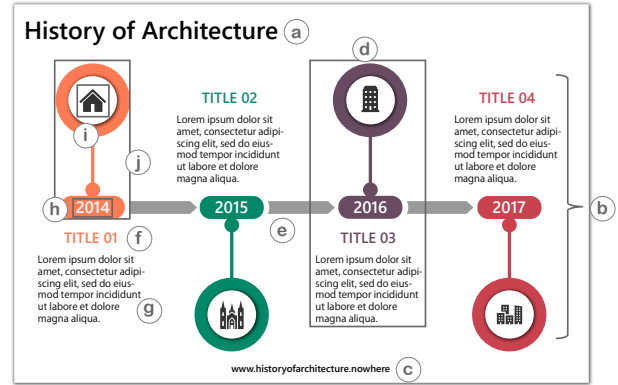 History of Architecture
a
d
i
j
TITLE 02
Lorem ipsum dolor sit
amet, consectetur adipi-
scing elit, sed do eius-
mod tempor incididunt
ut labore et dolore
magna aliqua.
TITLE 04
Lorem ipsum dolor sit
amet, consectetur adipi-
scing elit, sed do eius-
mod tempor incididunt
ut labore et dolore
magna aliqua.
h
2014
2015
2016
2017
b
e
TITLE 01
f
Lorem ipsum dolor sit
amet, consectetur adipi-
scing elit, sed do eius-
mod tempor incididunt
ut labore et dolore
magna aliqua.
g
TITLE 03
Lorem ipsum dolor sit
amet, consectetur adipi-
scing elit, sed do eius-
mod tempor incididunt
ut labore et dolore
magna aliqua.
www.historyofarchitecture.nowhere
c